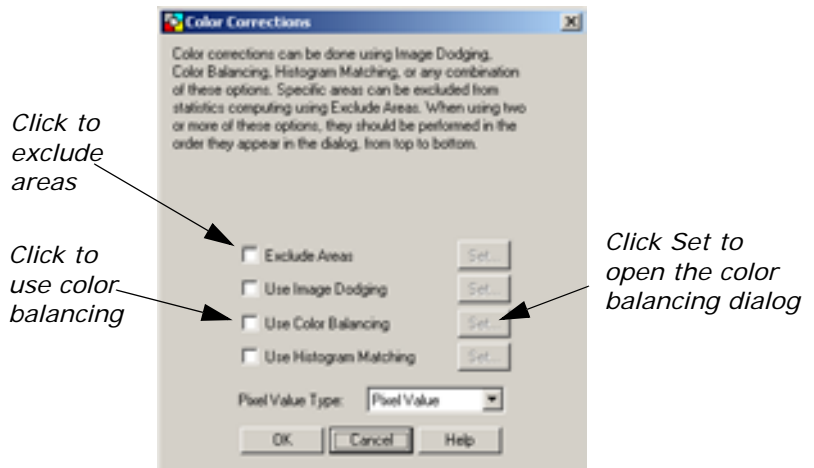 Color Corrections
Color corrections can be done using Image Dodging,
Color Balancing, Histogram Matching, or any combination
of these options. Specific areas can be excluded from
statistics computing using Exclude Areas. When using two
or more of these options, they should be performed in the
order they appear in the dialog, from top to bottom.
Click to
exclude
areas
Exclude Areas Set...
Use Image Dodging Set...
Click to
use color
balancing
Use Color Balancing Set...
Click Set to
open the color
balancing dialog
Use Histogram Matching Set...
Pixel Value Type: Pixel Value
OK Cancel Help